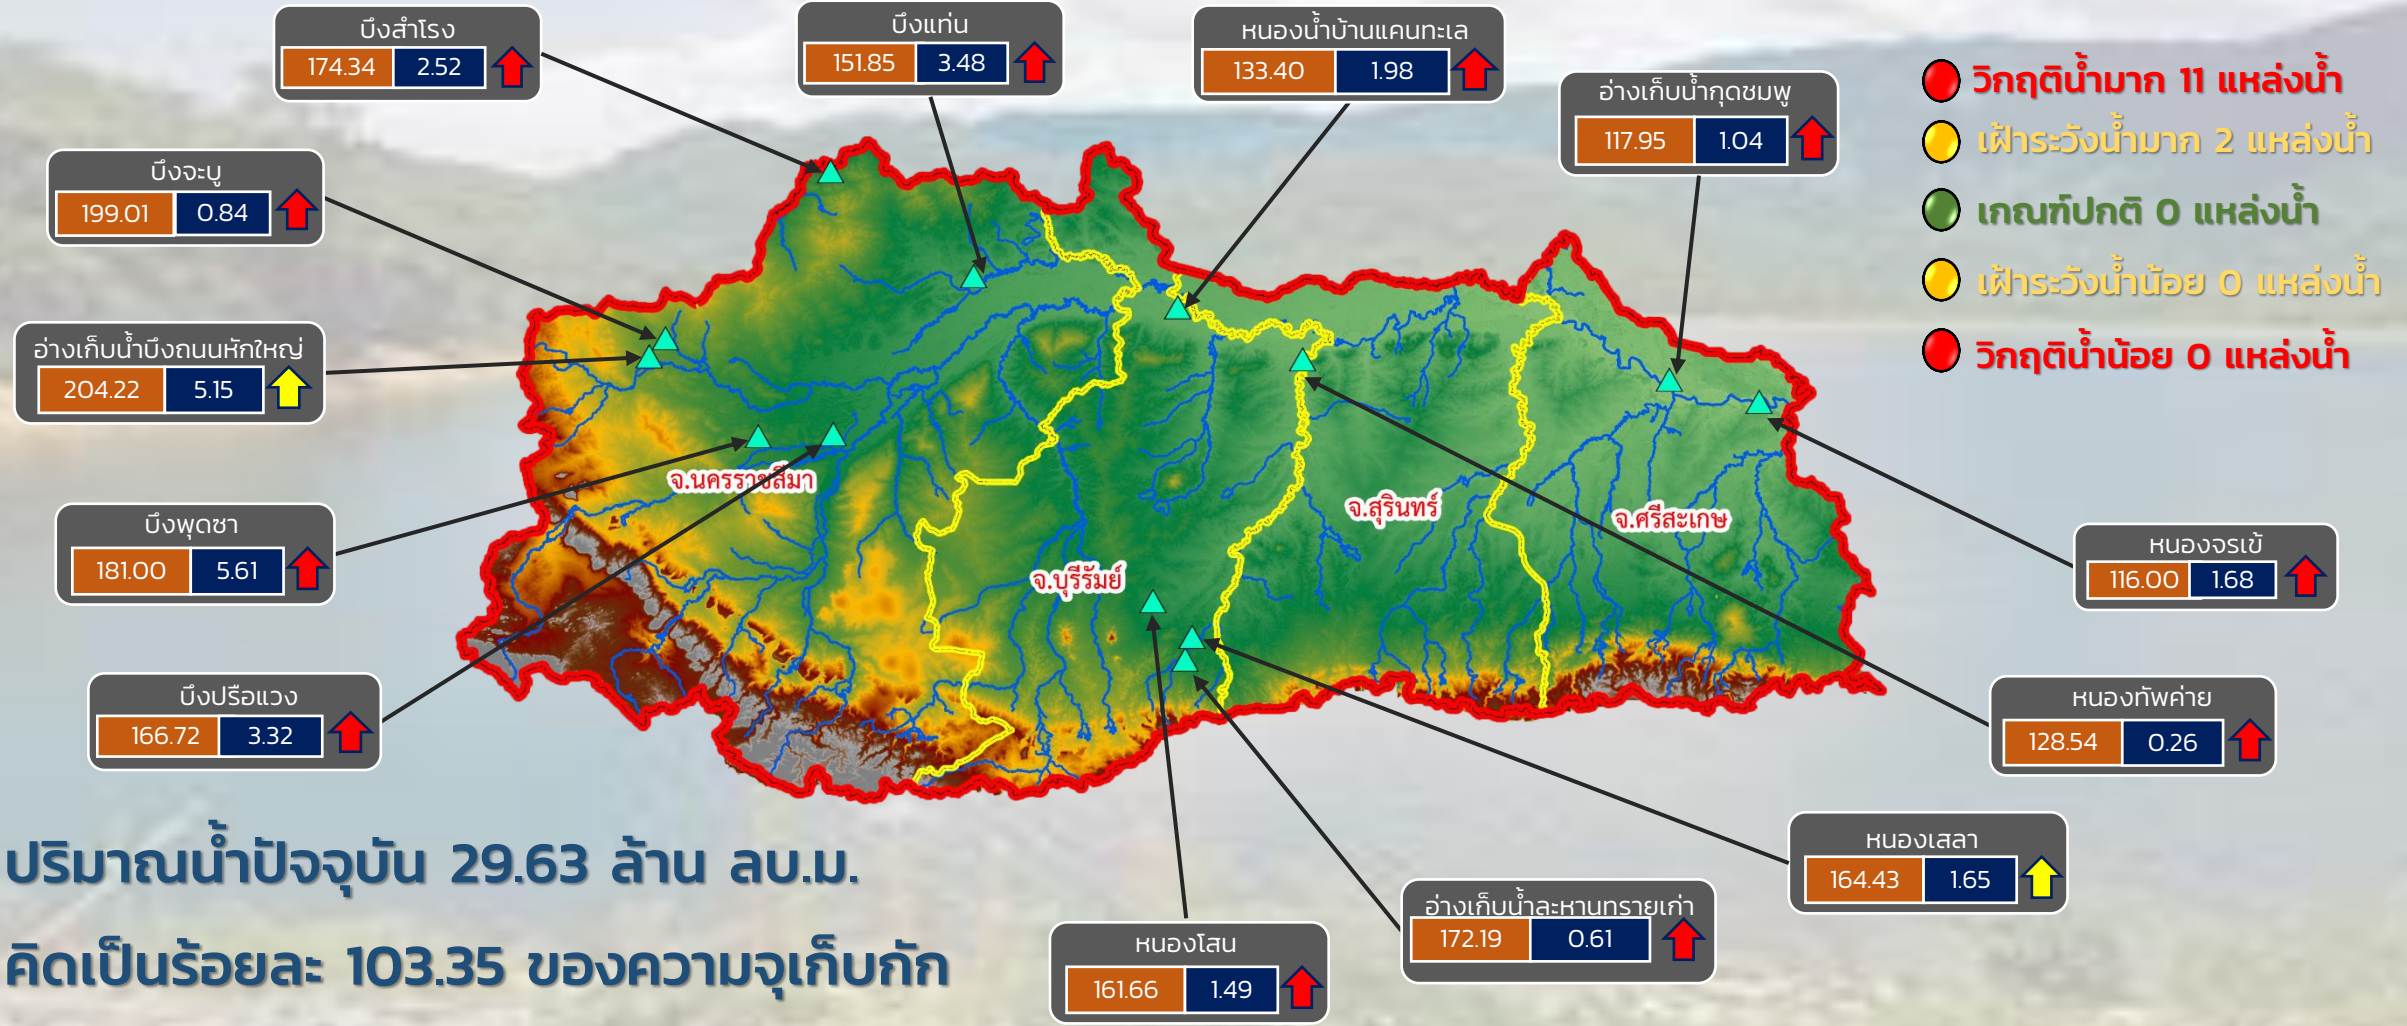 บึงสำโรง
174.34 2.52
บึงแท่น
151.85 3.48
หนองน้ำบ้านแคนทะเล
133.40 1.98
อ่างเก็บน้ำกุดชมพู
117.95 1.04
วิกฤติน้ำมาก 11 แหล่งน้ำ
เฝ้าระวังน้ำมาก 2 แหล่งน้ำ
เกณฑ์ปกติ 0 แหล่งน้ำ
เฝ้าระวังน้ำน้อย 0 แหล่งน้ำ
วิกฤติน้ำน้อย 0 แหล่งน้ำ
บึงจะบู
199.01 0.84
อ่างเก็บน้ำบึงถนนหักใหญ่
204.22 5.15
บึงพุดซา
181.00 5.61
บึงปรือแวง
166.72 3.32
จ.นครราชสีมา
จ.บุรีรัมย์
จ.สุรินทร์
จ.ศรีสะเกษ
หนองจรเข้
116.00 1.68
หนองทัพค่าย
128.54 0.26
หนองเสลา
164.43 1.65
อ่างเก็บน้ำละหานทรายเก่า
172.19 0.61
หนองโสน
161.66 1.49
ปริมาณน้ำปัจจุบัน 29.63 ล้าน ลบ.ม.
คิดเป็นร้อยละ 103.35 ของความจุเก็บกัก